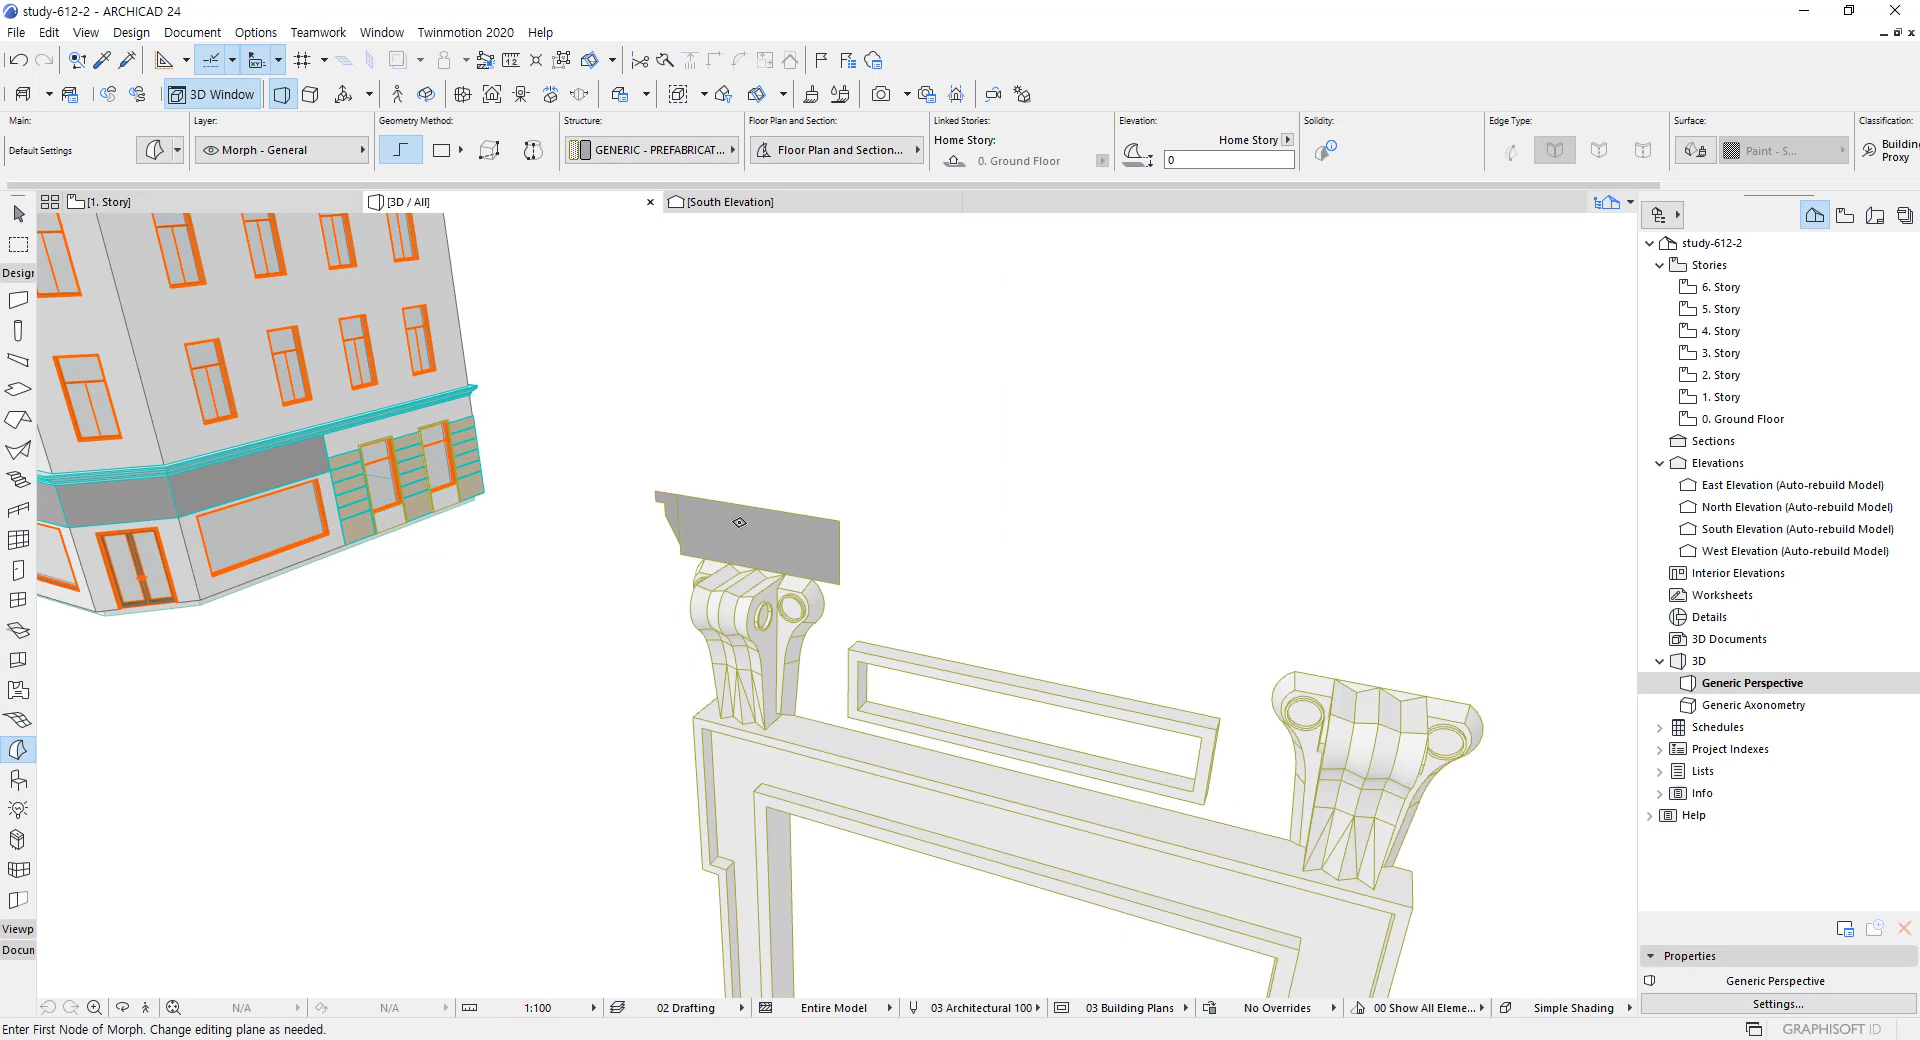 study-612-2 - ARCHICAD 24
File Edit View Design Document Options Teamwork Window Twinmotion 2020 Help
3D Window
Main: Layer: Geometry Method: Structure: Floor Plan and Section: Linked Stories: Elevation: Solidity: Edge Type: Surface: Classification:
Default Settings Morph - General GENERIC - PREFABRICAT... Floor Plan and Section... Home Story: Home Story Paint - S... Building
0. Ground Floor 0 Proxy
[1. Story] [3D / All] [South Elevation]
Design
Viewp
Docun
study-612-2
Stories
6. Story
5. Story
4. Story
3. Story
2. Story
1. Story
0. Ground Floor
Sections
Elevations
East Elevation (Auto-rebuild Model)
North Elevation (Auto-rebuild Model)
South Elevation (Auto-rebuild Model)
West Elevation (Auto-rebuild Model)
Interior Elevations
Worksheets
Details
3D Documents
3D
Generic Perspective
Generic Axonometry
Schedules
Project Indexes
Lists
Info
Help
Properties
Generic Perspective
Settings...
N/A N/A 1:100 02 Drafting Entire Model 03 Architectural 100 03 Building Plans No Overrides 00 Show All Eleme... Simple Shading
Enter First Node of Morph. Change editing plane as needed.
GRAPHISOFT ID